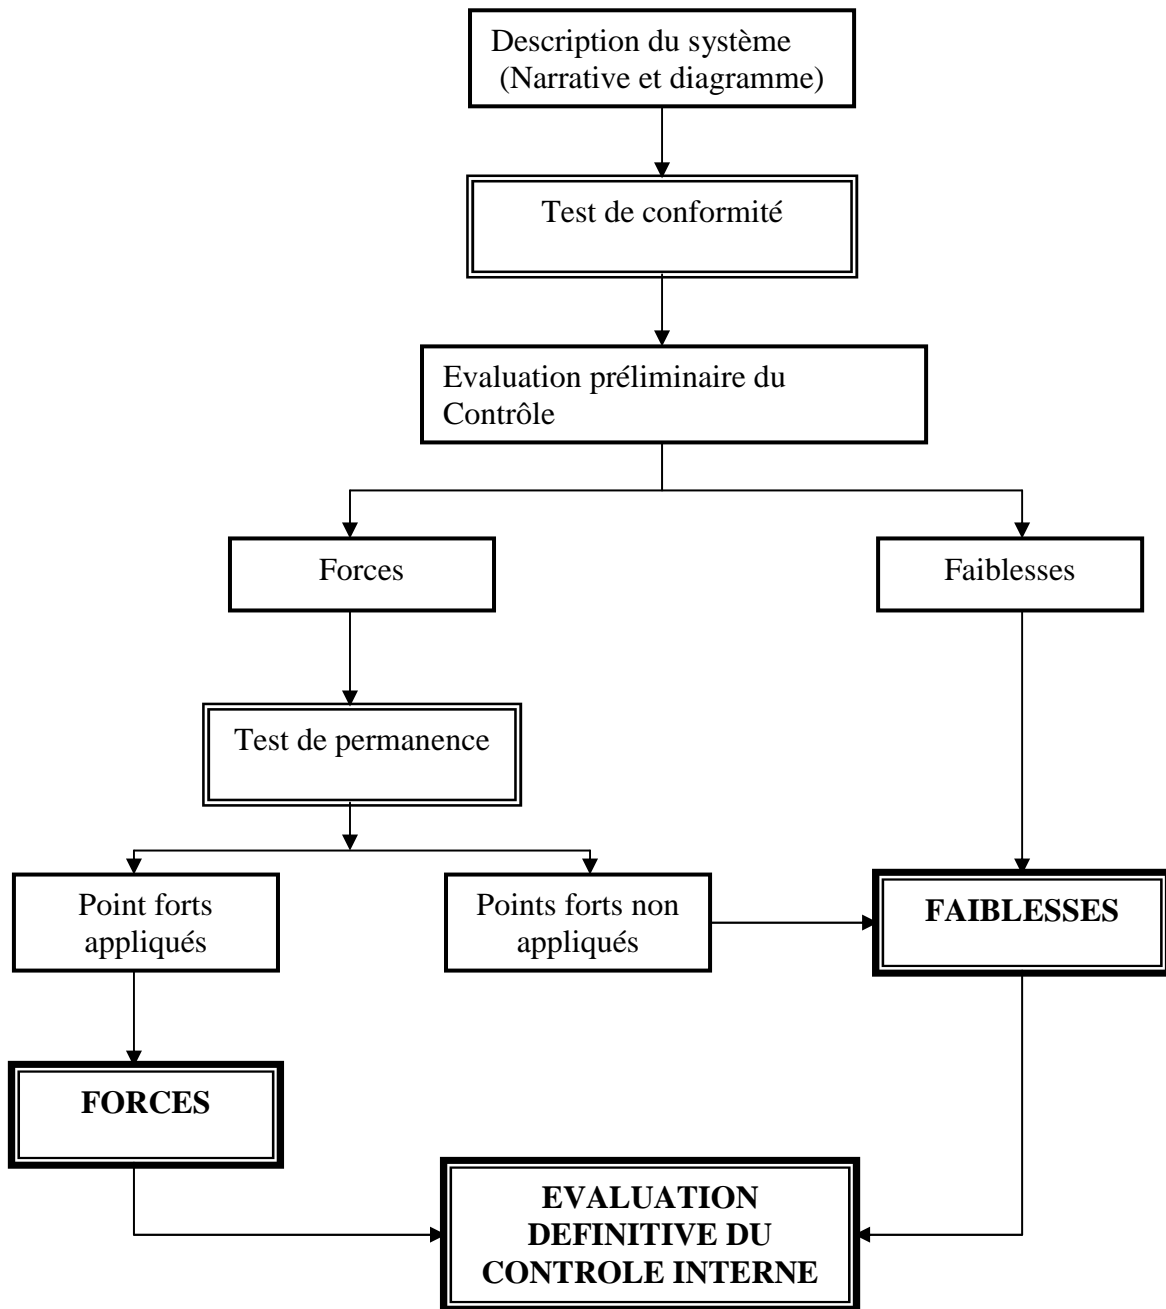 Description du système
(Narrative et diagramme)
Test de conformité
Evaluation préliminaire du
Contrôle
Forces
Faiblesses
Test de permanence
Point forts
appliqués
Points forts non
appliqués
FAIBLESSES
FORCES
EVALUATION
DEFINITIVE DU
CONTROLE INTERNE